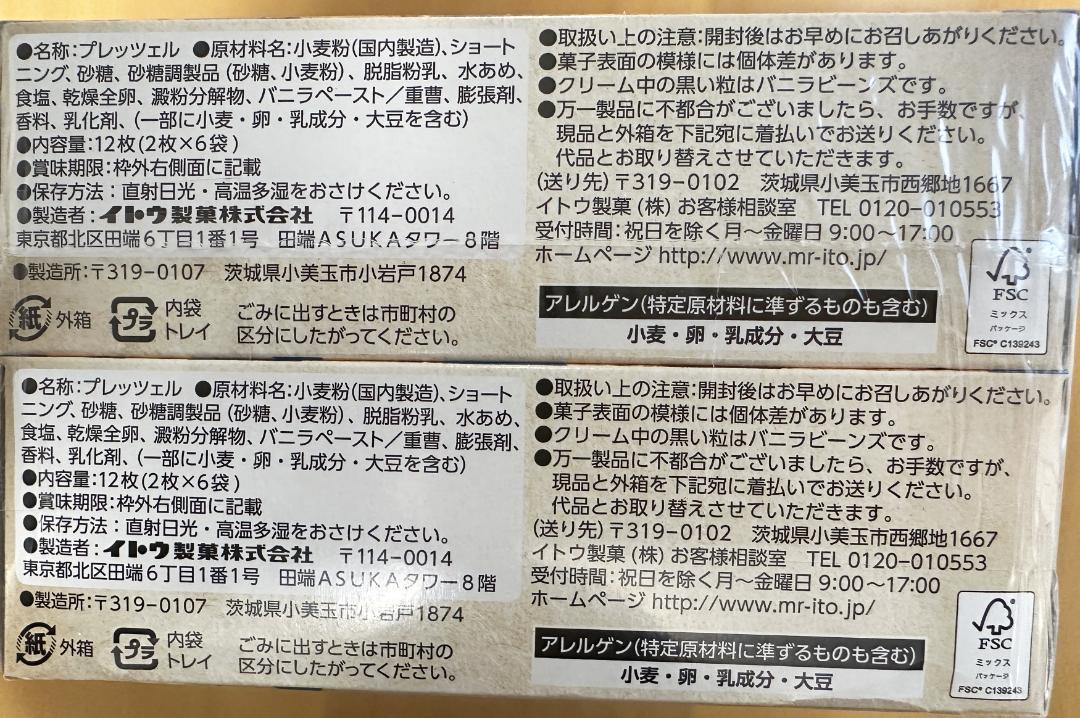 ●名称:プレッツェル ●原材料名:小麦粉(国内製造)、ショート
ニング、砂糖、砂糖調製品(砂糖、小麦粉)、脱脂粉乳、水あめ、
食塩、乾燥全卵、澱粉分解物、バニラペースト/重曹、膨張剤、
香料、乳化剤、(一部に小麦・卵・乳成分・大豆を含む)
●内容量:12枚(2枚×6袋)
●賞味期限:枠外右側面に記載
●保存方法:直射日光・高温多湿をおさけください。
●製造者:イトウ製菓株式会社 〒114-0014
東京都北区田端6丁目1番1号 田端ASUKAタワー8階
●製造所:〒319-0107 茨城県小美玉市小岩戸1874
紙 外箱 プラ 内袋
トレイ
ごみに出すときは市町村の
区分にしたがってください。
●取扱い上の注意:開封後はお早めにお召しあがりください。
●菓子表面の模様には個体差があります。
●クリーム中の黒い粒はバニラビーンズです。
●万一製品に不都合がございましたら、お手数ですが、
現品と外箱を下記宛に着払いでお送りください。
代品とお取り替えさせていただきます。
(送り先)〒319-0102 茨城県小美玉市西郷地1667
イトウ製菓(株)お客様相談室 TEL 0120-010553
受付時間:祝日を除く月~金曜日 9:00~17:00
ホームページ http://www.mr-ito.jp/
アレルゲン(特定原材料に準ずるものも含む)
小麦・卵・乳成分・大豆
FSC
ミックス
パッケージ
FSC® C139243
●名称:プレッツェル ●原材料名:小麦粉(国内製造)、ショート
ニング、砂糖、砂糖調製品(砂糖、小麦粉)、脱脂粉乳、水あめ、
食塩、乾燥全卵、澱粉分解物、バニラペースト/重曹、膨張剤、
香料、乳化剤、(一部に小麦・卵・乳成分・大豆を含む)
●内容量:12枚(2枚×6袋)
●賞味期限:枠外右側面に記載
●保存方法:直射日光・高温多湿をおさけください。
●製造者:イトウ製菓株式会社 〒114-0014
東京都北区田端6丁目1番1号 田端ASUKAタワー8階
●製造所:〒319-0107 茨城県小美玉市小岩戸1874
紙 外箱 プラ 内袋
トレイ
ごみに出すときは市町村の
区分にしたがってください。
●取扱い上の注意:開封後はお早めにお召しあがりください。
●菓子表面の模様には個体差があります。
●クリーム中の黒い粒はバニラビーンズです。
●万一製品に不都合がございましたら、お手数ですが、
現品と外箱を下記宛に着払いでお送りください。
代品とお取り替えさせていただきます。
(送り先)〒319-0102 茨城県小美玉市西郷地1667
イトウ製菓(株)お客様相談室 TEL 0120-010553
受付時間:祝日を除く月~金曜日 9:00~17:00
ホームページ http://www.mr-ito.jp/
アレルゲン(特定原材料に準ずるものも含む)
小麦・卵・乳成分・大豆
FSC
ミックス
パッケージ
FSC® C139243